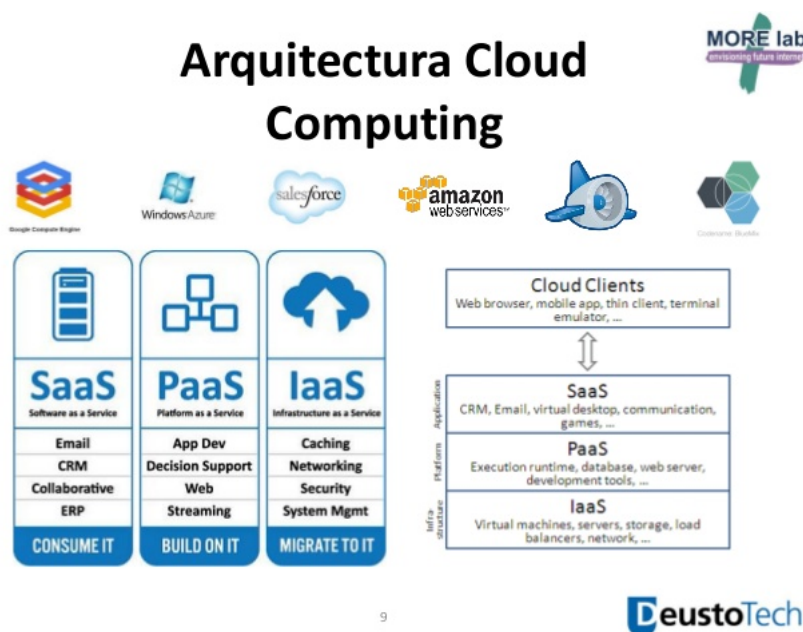 Arquitectura Cloud
Computing
MORE lab
envisioning future internet
Google Compute Engine
Windows Azure
salesforce
amazon
web services™
Codename: BlueMix
SaaS
Software as a Service
Email
CRM
Collaborative
ERP
CONSUME IT
PaaS
Platform as a Service
App Dev
Decision Support
Web
Streaming
BUILD ON IT
IaaS
Infrastructure as a Service
Caching
Networking
Security
System Mgmt
MIGRATE TO IT
Cloud Clients
Web browser, mobile app, thin client, terminal
emulator, ...
Application
SaaS
CRM, Email, virtual desktop, communication,
games, ...
Platform
PaaS
Execution runtime, database, web server,
development tools, ...
Infra-
structure
IaaS
Virtual machines, servers, storage, load
balancers, network, ...
9
DeustoTech